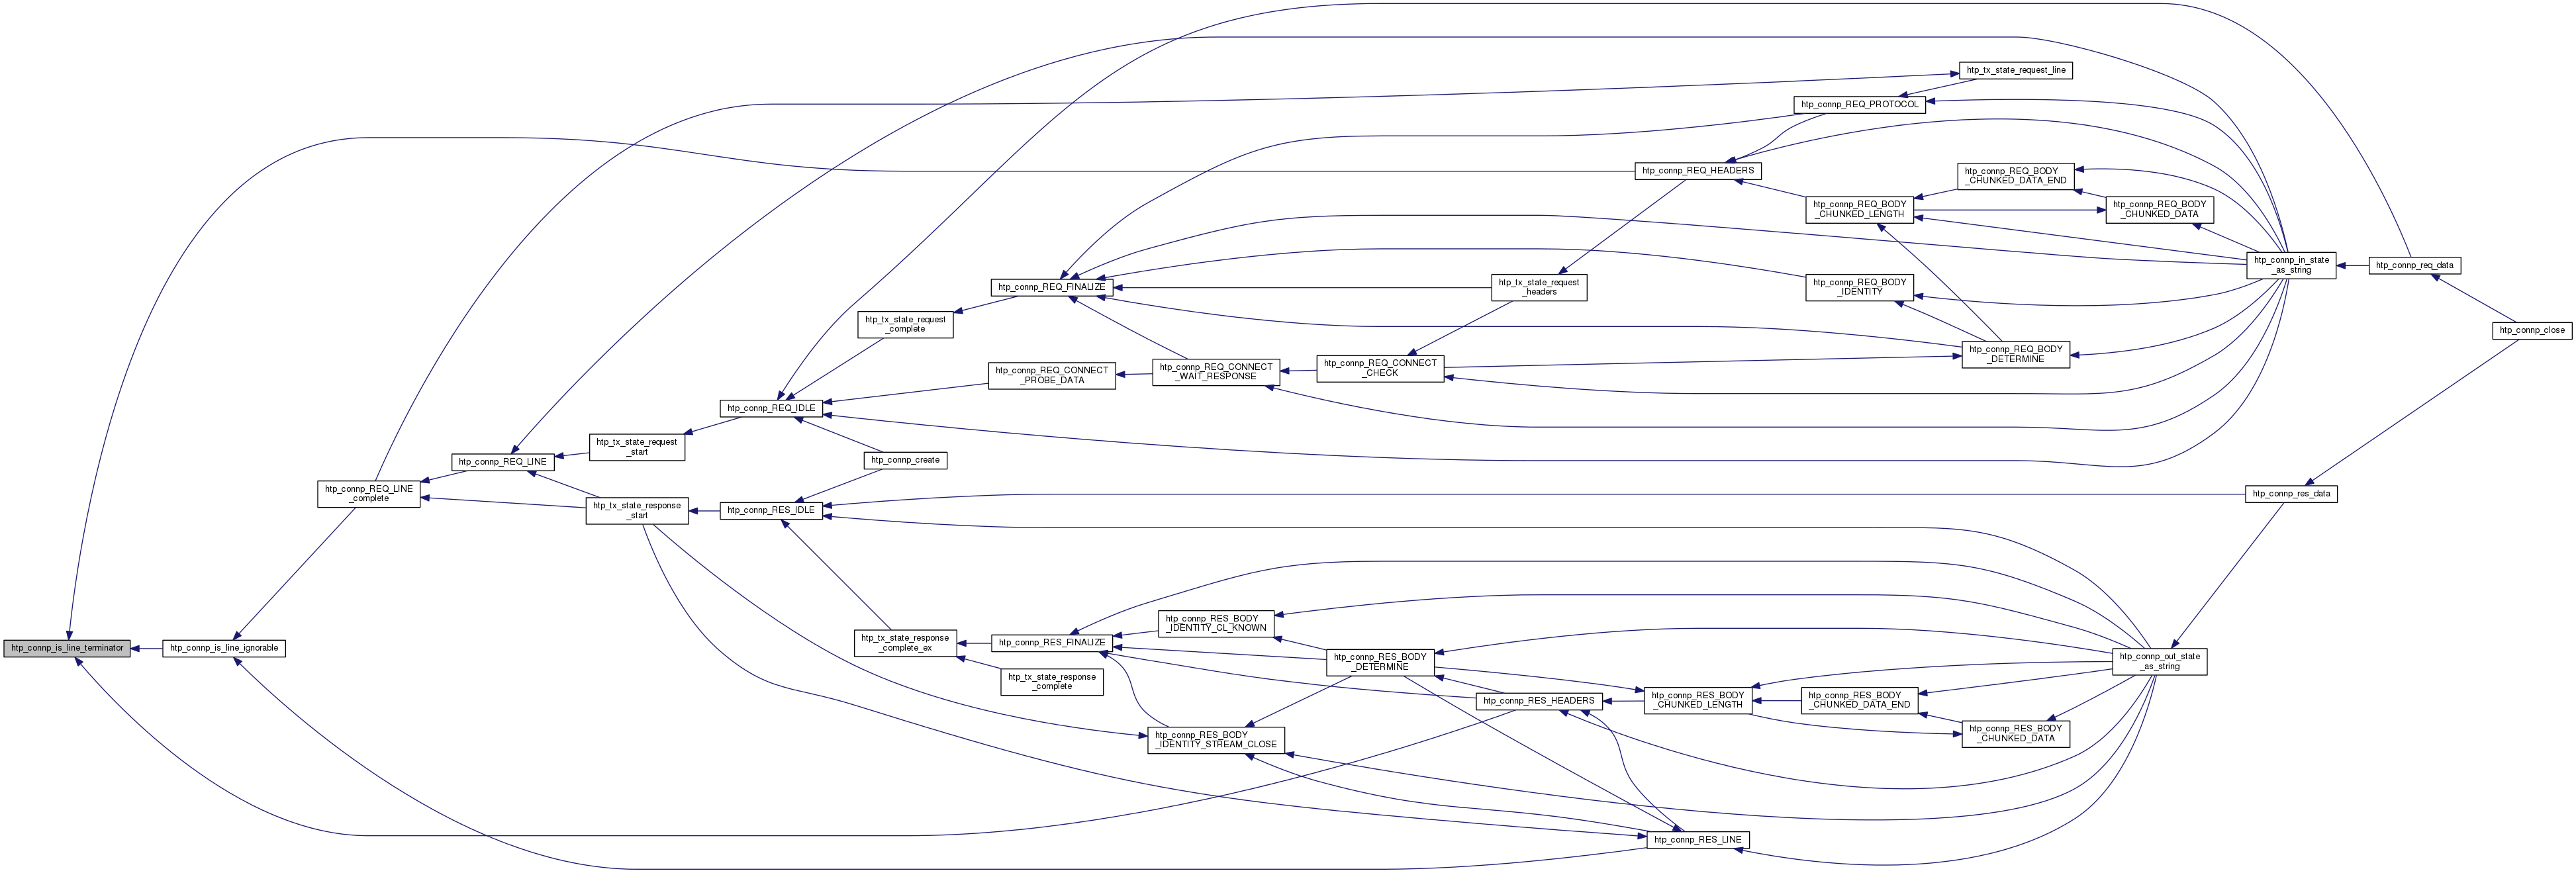 htp_tx_state_request_line
htp_connp_REQ_PROTOCOL
htp_connp_REQ_HEADERS
htp_connp_REQ_BODY
_CHUNKED_DATA_END
htp_connp_REQ_BODY
_CHUNKED_LENGTH
htp_connp_REQ_BODY
_CHUNKED_DATA
htp_connp_in_state
_as_string
htp_connp_req_data
htp_connp_REQ_FINALIZE
htp_tx_state_request
_headers
htp_connp_REQ_BODY
_IDENTITY
htp_tx_state_request
_complete
htp_connp_close
htp_connp_REQ_CONNECT
_PROBE_DATA
htp_connp_REQ_CONNECT
_WAIT_RESPONSE
htp_connp_REQ_CONNECT
_CHECK
htp_connp_REQ_BODY
_DETERMINE
htp_connp_REQ_IDLE
htp_tx_state_request
_start
htp_connp_REQ_LINE
htp_connp_create
htp_connp_REQ_LINE
_complete
htp_tx_state_response
_start
htp_connp_RES_IDLE
htp_connp_res_data
htp_connp_is_line_terminator
htp_connp_is_line_ignorable
htp_tx_state_response
_complete_ex
htp_connp_RES_FINALIZE
htp_connp_RES_BODY
_IDENTITY_CL_KNOWN
htp_connp_RES_BODY
_DETERMINE
htp_connp_out_state
_as_string
htp_tx_state_response
_complete
htp_connp_RES_HEADERS
htp_connp_RES_BODY
_CHUNKED_LENGTH
htp_connp_RES_BODY
_CHUNKED_DATA_END
htp_connp_RES_BODY
_CHUNKED_DATA
htp_connp_RES_BODY
_IDENTITY_STREAM_CLOSE
htp_connp_RES_LINE